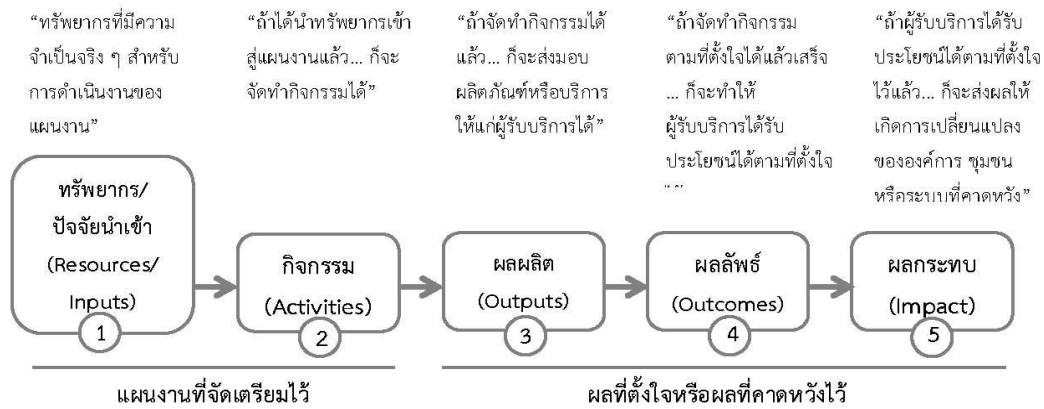 “ทรัพยากรที่มีความ
จำเป็นจริง ๆ สำหรับ
การดำเนินงานของ
แผนงาน”
“ถ้าได้นำทรัพยากรเข้า
สู่แผนงานแล้ว... ก็จะ
จัดทำกิจกรรมได้”
“ถ้าจัดทำกิจกรรมได้
แล้ว... ก็จะส่งมอบ
ผลิตภัณฑ์หรือบริการ
ให้แก่ผู้รับบริการได้”
“ถ้าจัดทำกิจกรรม
ตามที่ตั้งใจได้แล้วเสร็จ
... ก็จะทำให้
ผู้รับบริการได้รับ
ประโยชน์ได้ตามที่ตั้งใจ
“ถ้าผู้รับบริการได้รับ
ประโยชน์ได้ตามที่ตั้งใจ
ไว้แล้ว... ก็จะส่งผลให้
เกิดการเปลี่ยนแปลง
ขององค์การ ชุมชน
หรือระบบที่คาดหวัง”
ทรัพยากร/
ปัจจัยนำเข้า
(Resources/
Inputs)
1
กิจกรรม
(Activities)
2
ผลผลิต
(Outputs)
3
ผลลัพธ์
(Outcomes)
4
ผลกระทบ
(Impact)
5
แผนงานที่จัดเตรียมไว้
ผลที่ตั้งใจหรือผลที่คาดหวังไว้